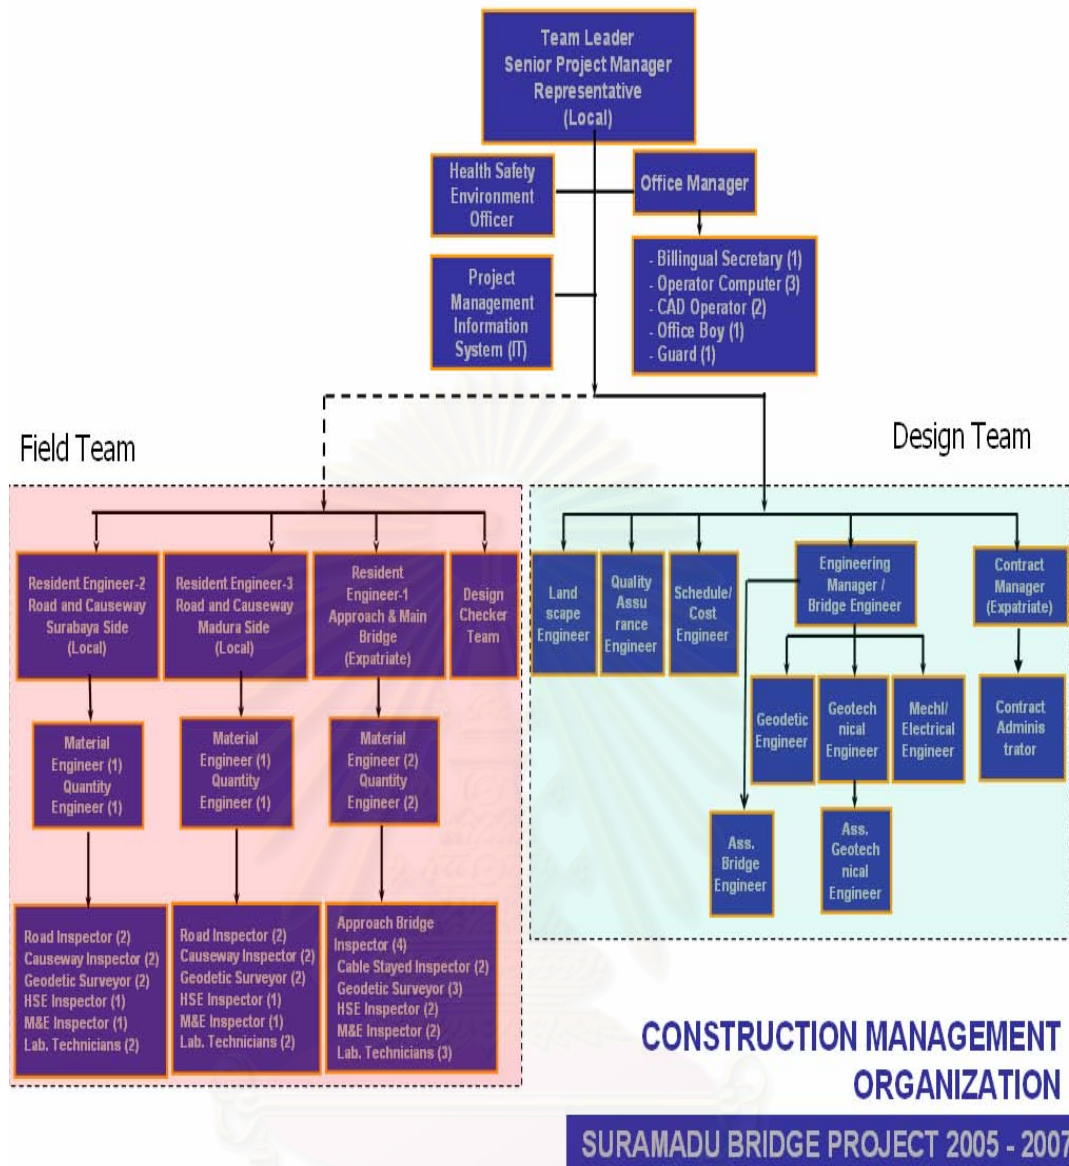 Team Leader
Senior Project Manager
Representative
(Local)
Health Safety
Environment
Officer
Office Manager
Project
Management
Information
System (IT)
- Billingual Secretary (1)
- Operator Computer (3)
- CAD Operator (2)
- Office Boy (1)
- Guard (1)
Field Team
Design Team
Resident Engineer-2
Road and Causeway
Surabaya Side
(Local)
Resident Engineer-3
Road and Causeway
Madura Side
(Local)
Resident
Engineer-1
Approach & Main
Bridge
(Expatriate)
Design
Checker
Team
Land
scape
Engineer
Quality
Assu
rance
Engineer
Schedule/
Cost
Engineer
Engineering
Manager /
Bridge Engineer
Contract
Manager
(Expatriate)
Material
Engineer (1)
Quantity
Engineer (1)
Material
Engineer (1)
Quantity
Engineer (1)
Material
Engineer (2)
Quantity
Engineer (2)
Geodetic
Engineer
Geotech
nical
Engineer
Mechl/
Electrical
Engineer
Contract
Adminis
trator
Ass.
Bridge
Engineer
Ass.
Geotech
nical
Engineer
Road Inspector (2)
Causeway Inspector (2)
Geodetic Surveyor (2)
HSE Inspector (1)
M&E Inspector (1)
Lab. Technicians (2)
Road Inspector (2)
Causeway Inspector (2)
Geodetic Surveyor (2)
HSE Inspector (1)
M&E Inspector (1)
Lab. Technicians (2)
Approach Bridge
Inspector (4)
Cable Stayed Inspector (2)
Geodetic Surveyor (3)
HSE Inspector (2)
M&E Inspector (2)
Lab. Technicians (3)
CONSTRUCTION MANAGEMENT
ORGANIZATION
SURAMADU BRIDGE PROJECT 2005 - 2007